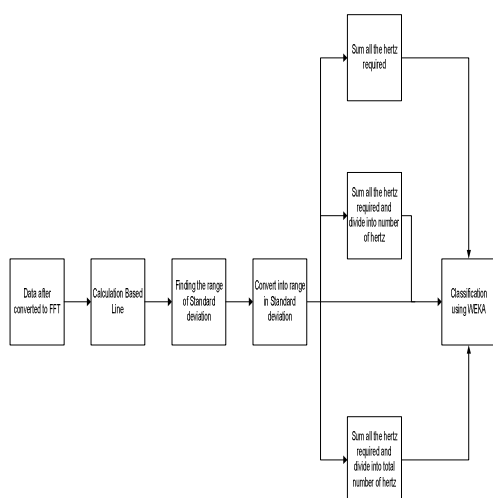 Sum all the hertz
required
Sum all the hertz
required and
divide into number
of hertz
Data after
converted to FFT
Calculation Based
Line
Finding the range
of Standard
deviation
Convert into range
in Standard
deviation
Classification
using WEKA
Sum all the hertz
required and
divide into total
number of hertz